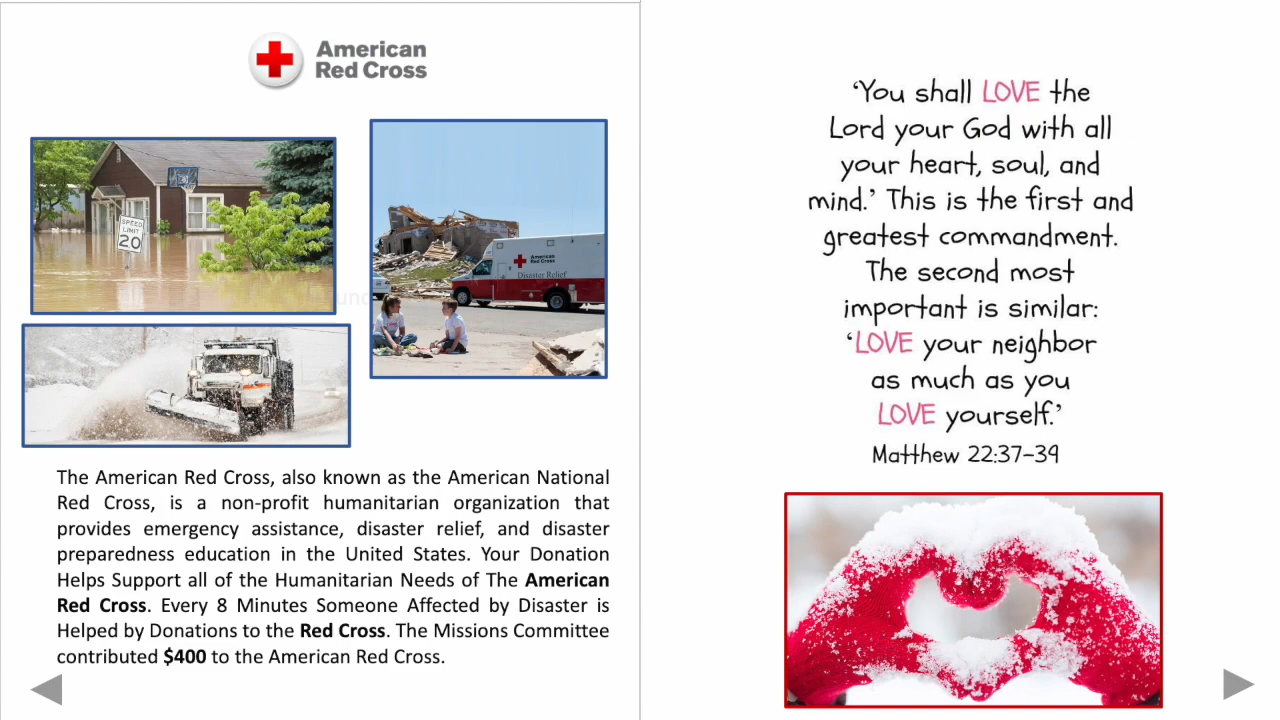 American
Red Cross
SPEED
LIMIT
20
American
Red Cross
Disaster Relief
The American Red Cross, also known as the American National
Red Cross, is a non-profit humanitarian organization that
provides emergency assistance, disaster relief, and disaster
preparedness education in the United States. Your Donation
Helps Support all of the Humanitarian Needs of The American
Red Cross. Every 8 Minutes Someone Affected by Disaster is
Helped by Donations to the Red Cross. The Missions Committee
contributed $400 to the American Red Cross.
‘You shall LOVE the
Lord your God with all
your heart, soul, and
mind.’ This is the first and
greatest commandment.
The second most
important is similar:
‘LOVE your neighbor
as much as you
LOVE yourself.’
Matthew 22:37-39